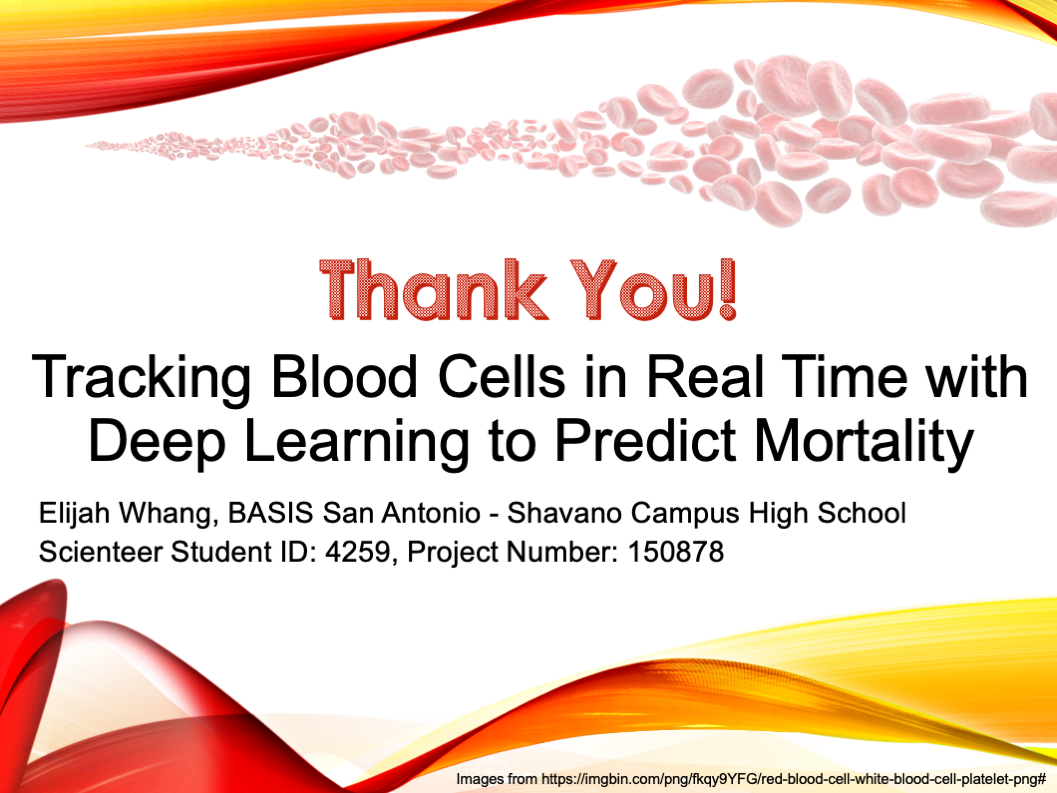 Thank You!
Tracking Blood Cells in Real Time with
Deep Learning to Predict Mortality
Elijah Whang, BASIS San Antonio - Shavano Campus High School
Scienteer Student ID: 4259, Project Number: 150878
Images from https://imgbin.com/png/fkqy9YFG/red-blood-cell-white-blood-cell-platelet-png#